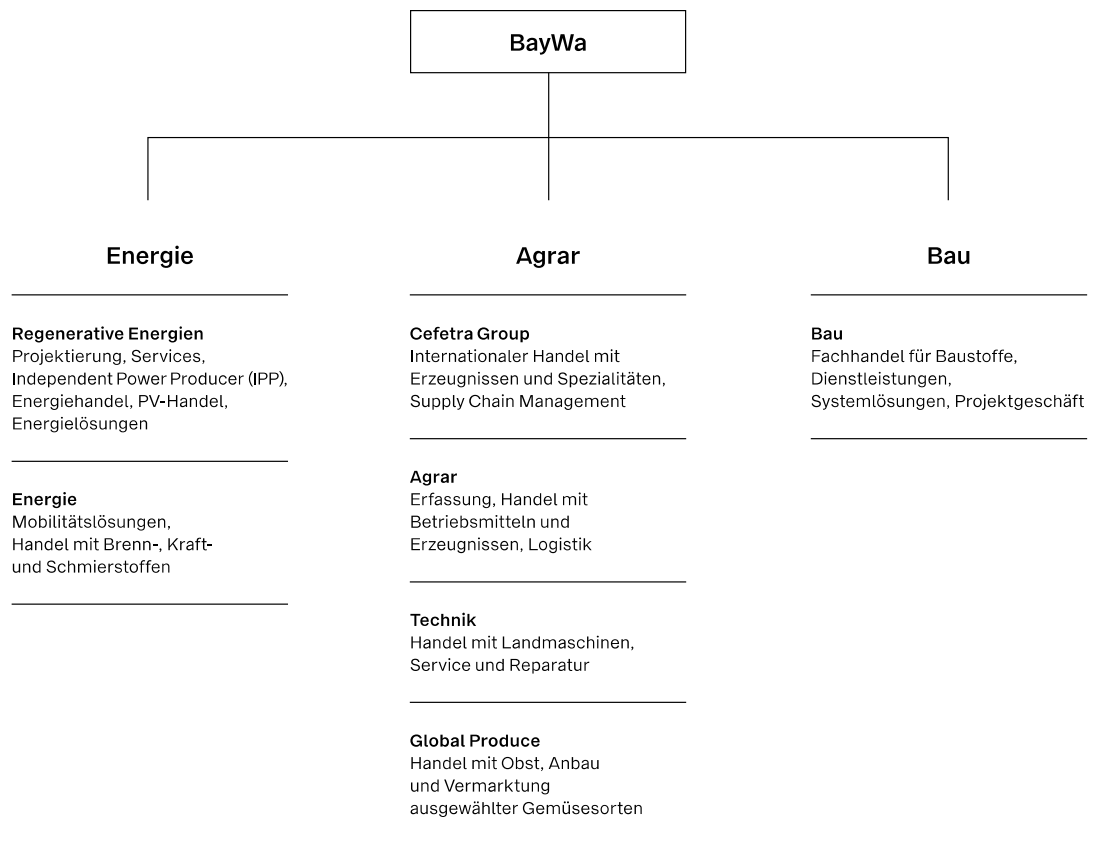 BayWa
Energie
Regenerative Energien
Projektierung, Services,
Independent Power Producer (IPP),
Energiehandel, PV-Handel,
Energielösungen
Energie
Mobilitätslösungen,
Handel mit Brenn-, Kraft-
und Schmierstoffen
Agrar
Cefetra Group
Internationaler Handel mit
Erzeugnissen und Spezialitäten,
Supply Chain Management
Agrar
Erfassung, Handel mit
Betriebsmitteln und
Erzeugnissen, Logistik
Technik
Handel mit Landmaschinen,
Service und Reparatur
Global Produce
Handel mit Obst, Anbau
und Vermarktung
ausgewählter Gemüsesorten
Bau
Bau
Fachhandel für Baustoffe,
Dienstleistungen,
Systemlösungen, Projektgeschäft